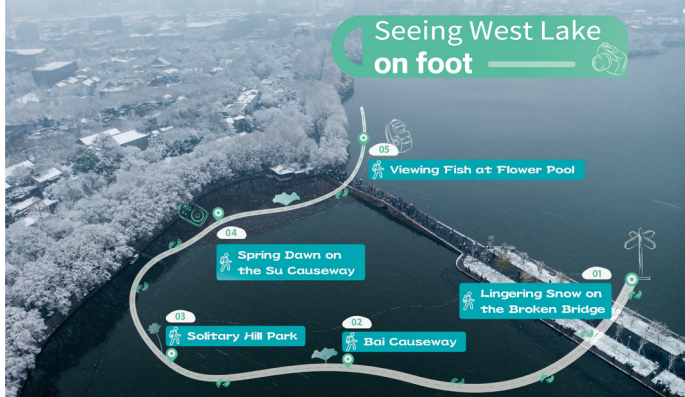 Seeing West Lake
on foot
05
Viewing Fish at Flower Pool
04
Spring Dawn on
the Su Causeway
01
Lingering Snow on
the Broken Bridge
03
Solitary Hill Park
02
Bai Causeway